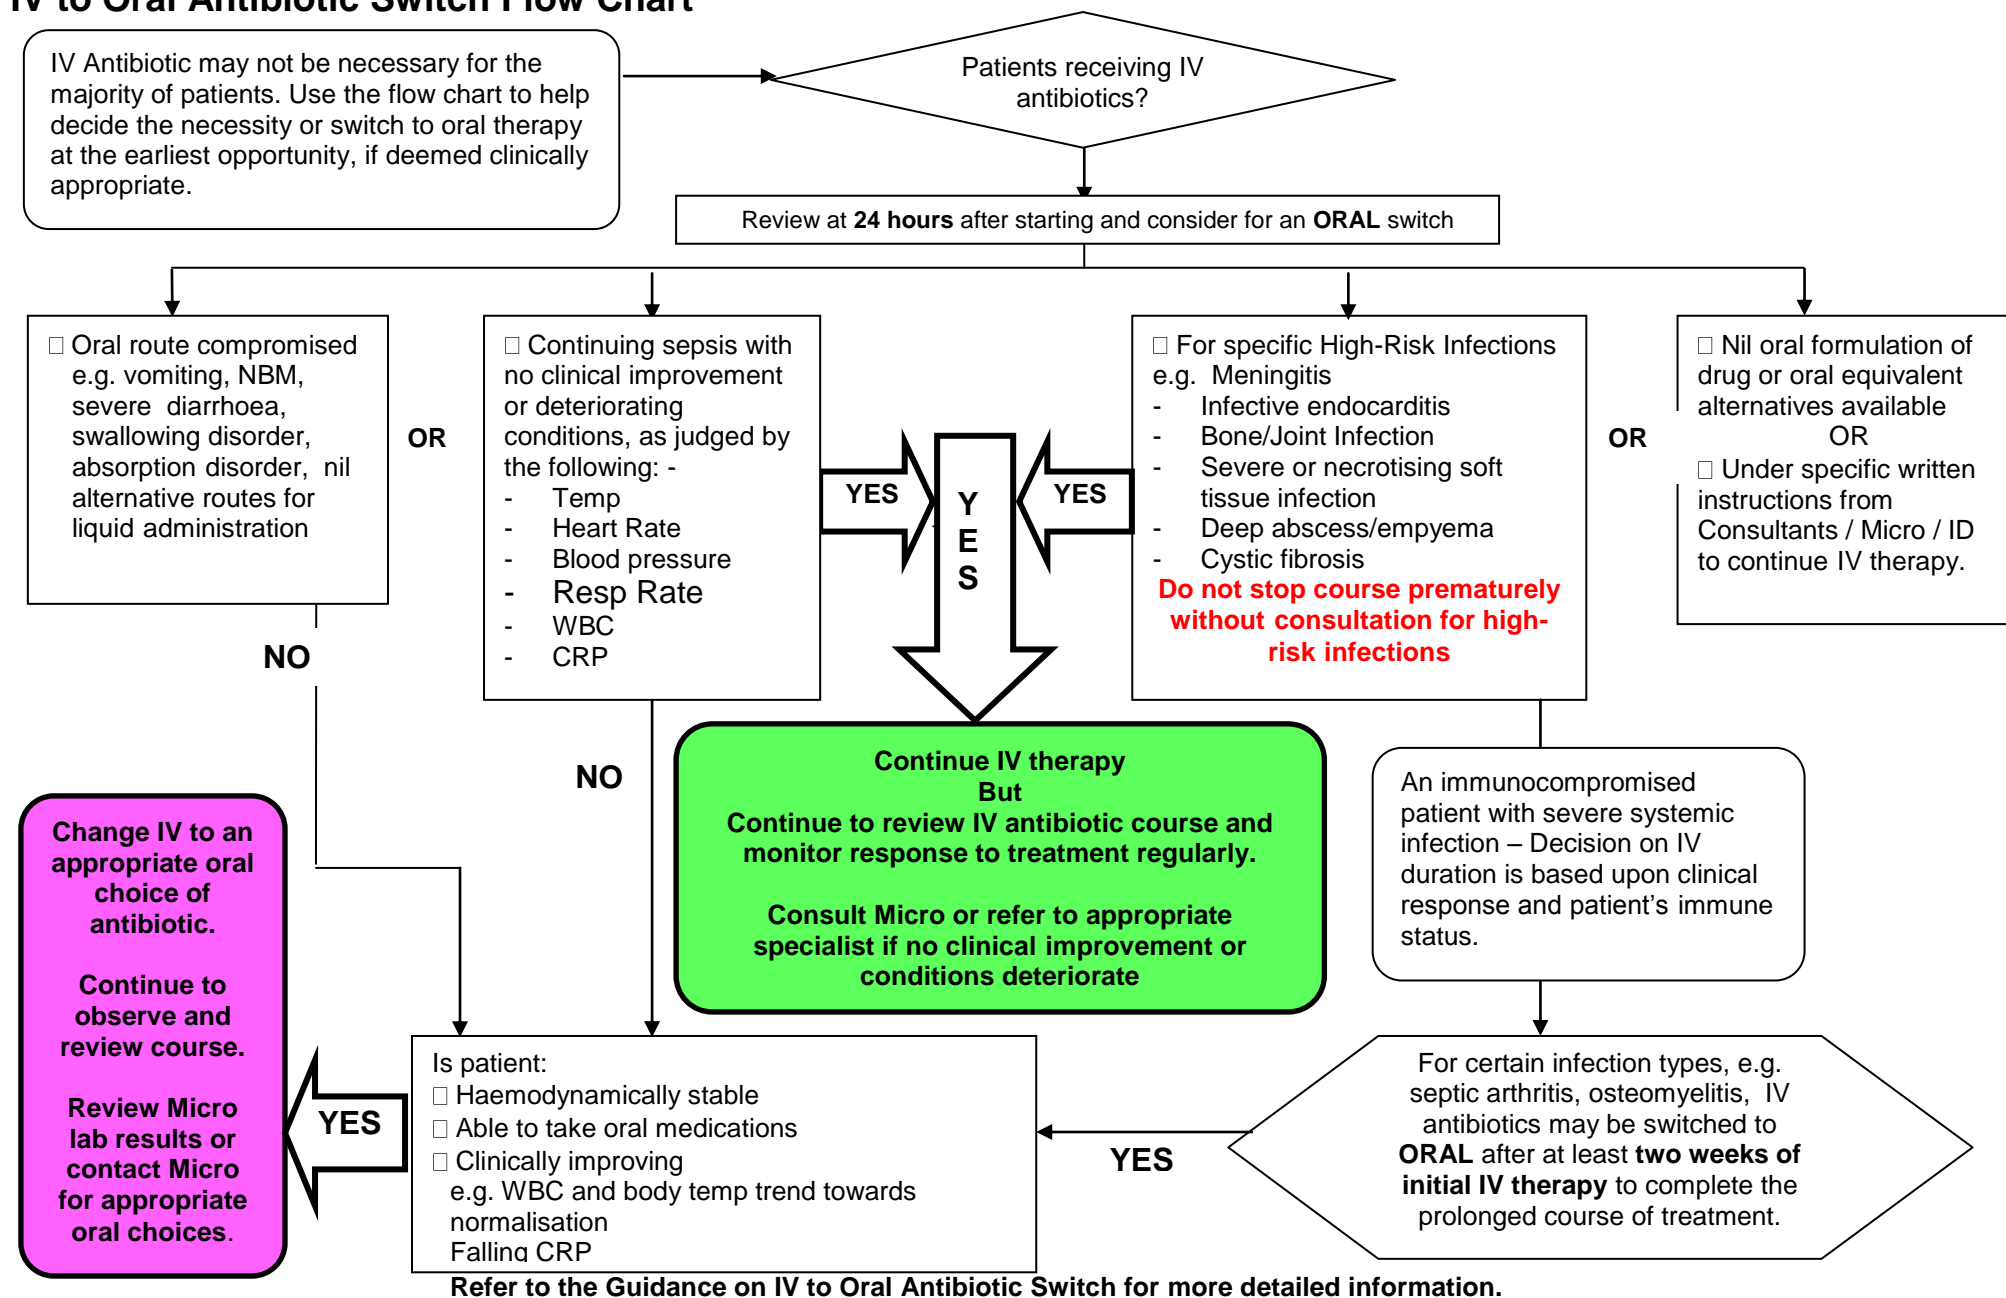 IV to Oral Antibiotic Switch Flow Chart
IV Antibiotic may not be necessary for the
majority of patients. Use the flow chart to help
decide the necessity or switch to oral therapy
at the earliest opportunity, if deemed clinically
appropriate.
Patients receiving IV
antibiotics?
Review at 24 hours after starting and consider for an ORAL switch
□ Oral route compromised
e.g. vomiting, NBM,
severe diarrhoea,
swallowing disorder,
absorption disorder, nil
alternative routes for
liquid administration
OR
□ Continuing sepsis with
no clinical improvement
or deteriorating
conditions, as judged by
the following: -
- Temp
- Heart Rate
- Blood pressure
- Resp Rate
- WBC
- CRP
YES
YES
YES
□ For specific High-Risk Infections
e.g. Meningitis
- Infective endocarditis
- Bone/Joint Infection
- Severe or necrotising soft
tissue infection
- Deep abscess/empyema
- Cystic fibrosis
Do not stop course prematurely
without consultation for high-
risk infections
OR
□ Nil oral formulation of
drug or oral equivalent
alternatives available
OR
□ Under specific written
instructions from
Consultants / Micro / ID
to continue IV therapy.
NO
NO
Continue IV therapy
But
Continue to review IV antibiotic course and
monitor response to treatment regularly.
Consult Micro or refer to appropriate
specialist if no clinical improvement or
conditions deteriorate
An immunocompromised
patient with severe systemic
infection – Decision on IV
duration is based upon clinical
response and patient's immune
status.
Change IV to an
appropriate oral
choice of
antibiotic.
Continue to
observe and
review course.
Review Micro
lab results or
contact Micro
for appropriate
oral choices.
YES
Is patient:
□ Haemodynamically stable
□ Able to take oral medications
□ Clinically improving
e.g. WBC and body temp trend towards
normalisation
Falling CRP
YES
For certain infection types, e.g.
septic arthritis, osteomyelitis, IV
antibiotics may be switched to
ORAL after at least two weeks of
initial IV therapy to complete the
prolonged course of treatment.
Refer to the Guidance on IV to Oral Antibiotic Switch for more detailed information.